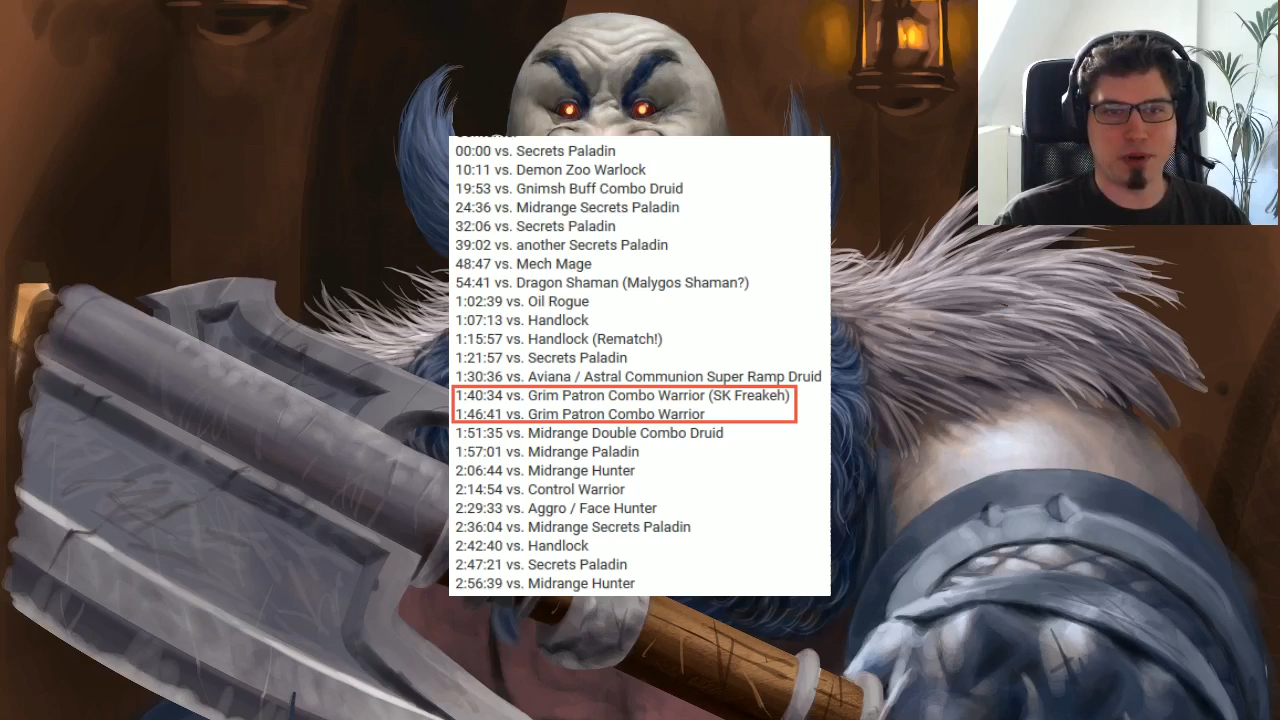 00:00 vs. Secrets Paladin
10:11 vs. Demon Zoo Warlock
19:53 vs. Gnimsh Buff Combo Druid
24:36 vs. Midrange Secrets Paladin
32:06 vs. Secrets Paladin
39:02 vs. another Secrets Paladin
48:47 vs. Mech Mage
54:41 vs. Dragon Shaman (Malygos Shaman?)
1:02:39 vs. Oil Rogue
1:07:13 vs. Handlock
1:15:57 vs. Handlock (Rematch!)
1:21:57 vs. Secrets Paladin
1:30:36 vs. Aviana / Astral Communion Super Ramp Druid
1:40:34 vs. Grim Patron Combo Warrior (SK Freakeh)
1:46:41 vs. Grim Patron Combo Warrior
1:51:35 vs. Midrange Double Combo Druid
1:57:01 vs. Midrange Paladin
2:06:44 vs. Midrange Hunter
2:14:54 vs. Control Warrior
2:29:33 vs. Aggro / Face Hunter
2:36:04 vs. Midrange Secrets Paladin
2:42:40 vs. Handlock
2:47:21 vs. Secrets Paladin
2:56:39 vs. Midrange Hunter